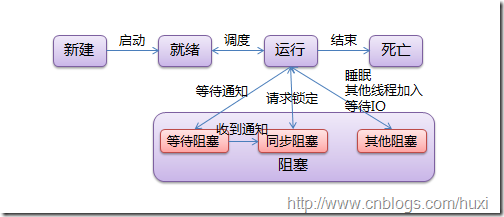 新建
启动
就绪
调度
运行
结束
死亡
等待通知
请求锁定
睡眠
其他线程加入
等待IO
等待阻塞
收到通知
同步阻塞
其他阻塞
阻塞
http://www.cnblogs.com/huxi